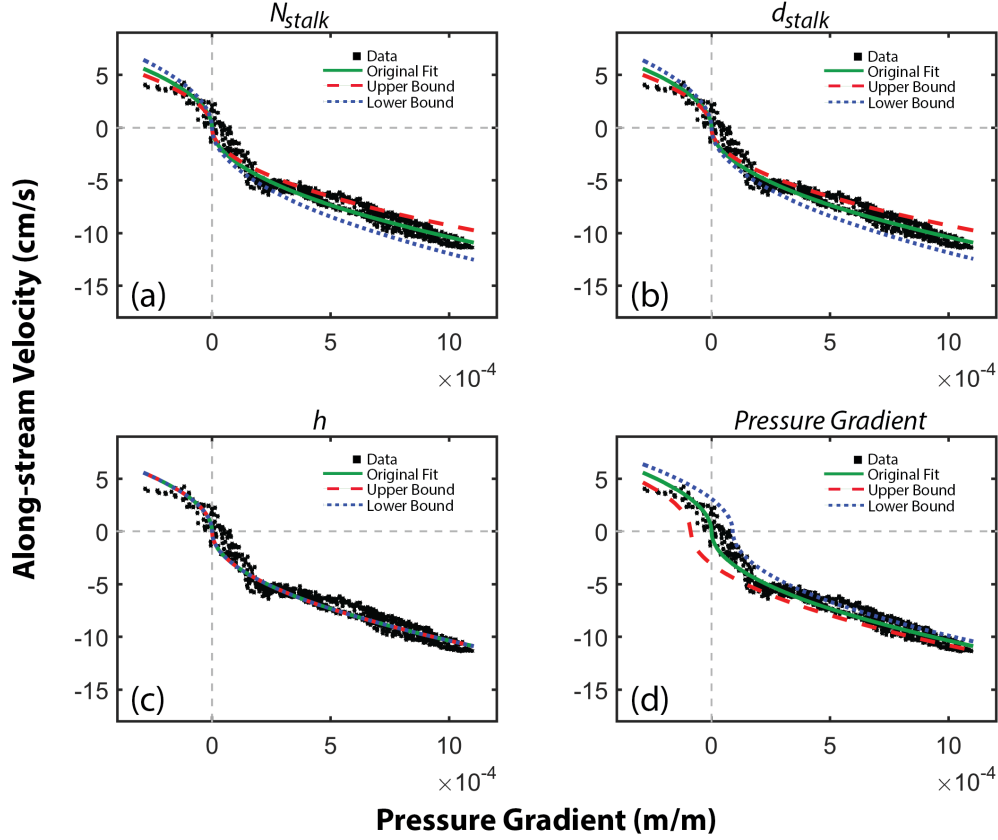 N_stalk
Data
Original Fit
Upper Bound
Lower Bound
5
0
-5
-10
-15
(a)
0 5 10
×10^-4
d_stalk
Data
Original Fit
Upper Bound
Lower Bound
5
0
-5
-10
-15
(b)
0 5 10
×10^-4
h
Data
Original Fit
Upper Bound
Lower Bound
5
0
-5
-10
-15
(c)
0 5 10
×10^-4
Pressure Gradient
Data
Original Fit
Upper Bound
Lower Bound
5
0
-5
-10
-15
(d)
0 5 10
×10^-4
Along-stream Velocity (cm/s)
Pressure Gradient (m/m)